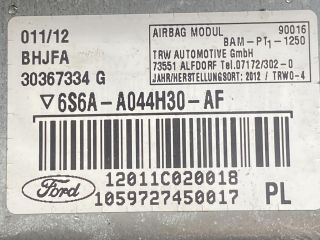 011/12
BHJFA
30367334 G
AIRBAG MODUL 90016
BAM-PT1-1250
TRW AUTOMOTIVE GMBH
73551 ALFDORF Tel.07172/302-0
JAHR/HERSTELLUNGSORT: 2012 / TRWO-4
▽6S6A-A044H30-AF
Ford
12011C020018
1059727450017
PL